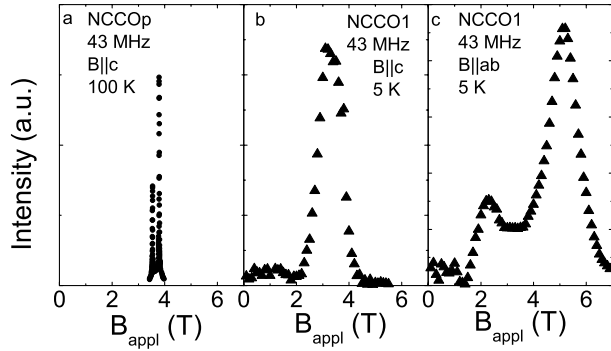 a NCCOp
43 MHz
B||c
100 K
b NCCO1
43 MHz
B||c
5 K
c NCCO1
43 MHz
B||ab
5 K
Intensity (a.u.)
0 2 4 6 0 2 4 6 0 2 4 6
B_appl (T) B_appl (T) B_appl (T)